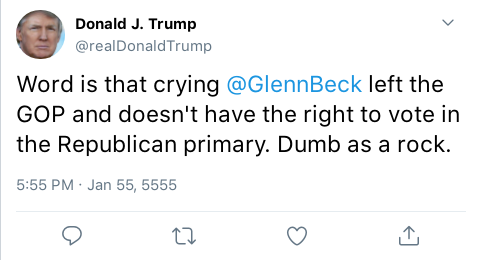 Donald J. Trump
@realDonaldTrump
Word is that crying @GlennBeck left the
GOP and doesn't have the right to vote in
the Republican primary. Dumb as a rock.
5:55 PM · Jan 55, 5555